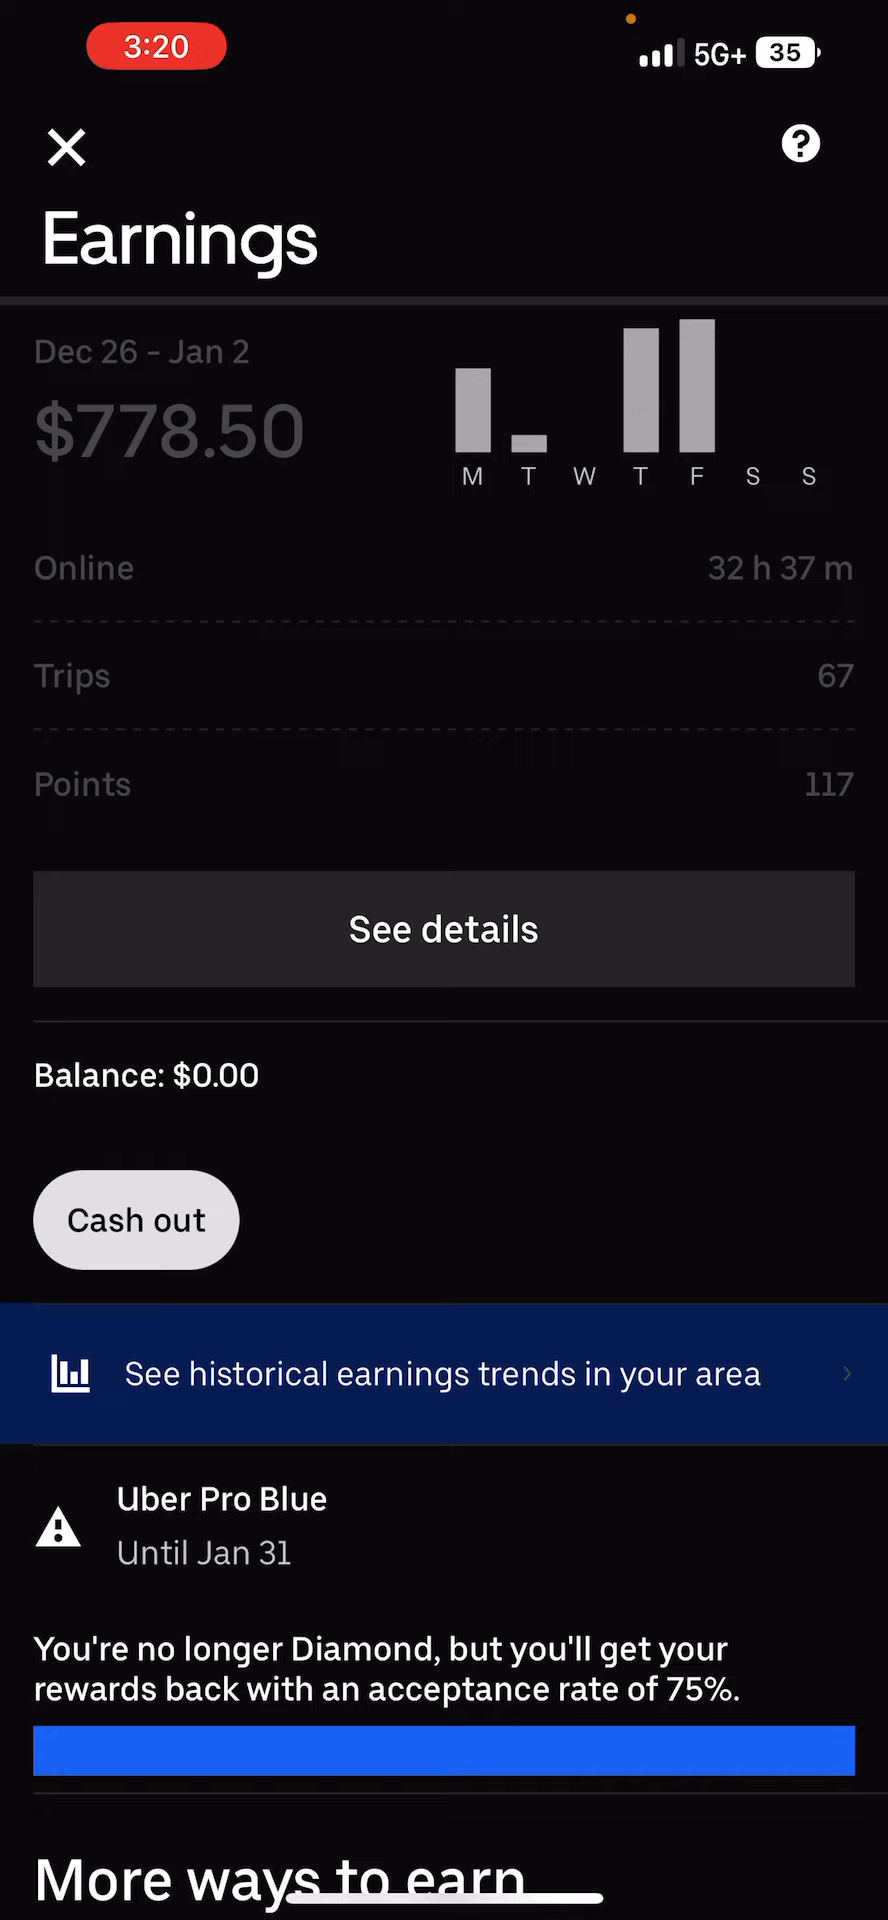 3:20
5G+ 35
Earnings
Dec 26 - Jan 2
$778.50
M T W T F S S
Online 32 h 37 m
Trips 67
Points 117
See details
Balance: $0.00
Cash out
See historical earnings trends in your area
Uber Pro Blue
Until Jan 31
You're no longer Diamond, but you'll get your
rewards back with an acceptance rate of 75%.
More ways to earn